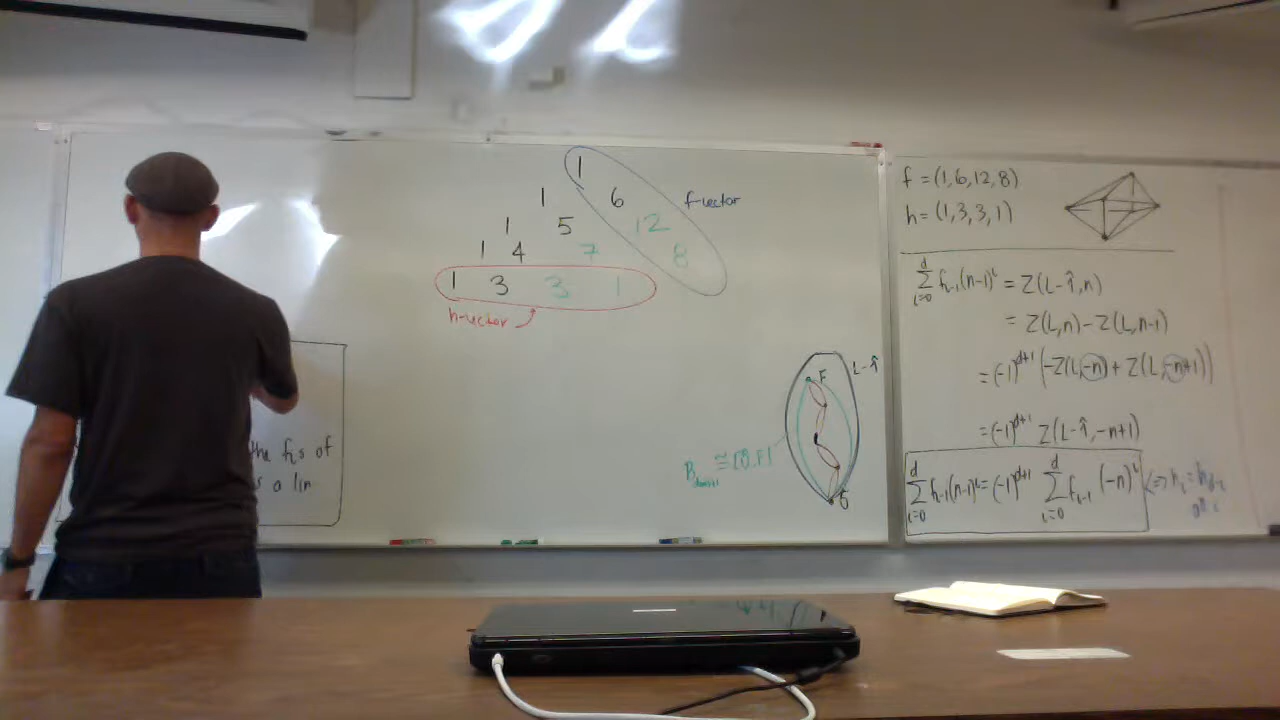 the f_i's of
s a lin
1
1 6 f-vector
1 5 12
1 4 7 8
1 3 3 1
h-vector
L-1̂
F
≅[0̂,F]
0̂
f = (1,6,12,8)
h = (1,3,3,1)
∑_{i=0}^{d} f_{i-1}(n-1)^i = Z(L-1̂,n)
= Z(L,n) - Z(L,n-1)
= (-1)^{d+1} (-Z(L,-n) + Z(L,-n+1))
= (-1)^{d+1} Z(L-1̂,-n+1)
∑_{i=0}^{d} f_{i-1}(n-1)^i = (-1)^{d+1} ∑_{i=0}^{d} f_{i-1} (-n)^i <=> h_i = h_{d-i}